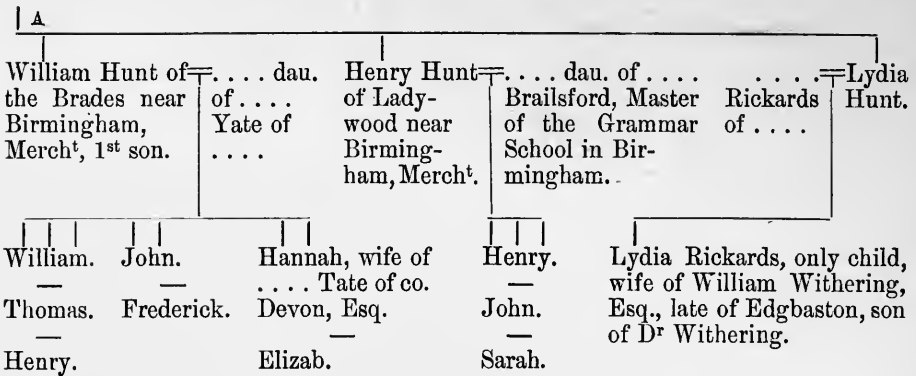 A
William Hunt of=. . . . dau.
the Brades near of . . . .
Birmingham, Yate of
Mercht, 1st son. . . . .
Henry Hunt=. . . . dau. of . . . .
of Lady- Brailsford, Master
wood near of the Grammar
Birming- School in Bir-
ham, Mercht. mingham.
. . . .=Lydia
Rickards Hunt.
of . . . .
William.
—
Thomas.
—
Henry.
John.
—
Frederick.
Hannah, wife of
. . . . Tate of co.
Devon, Esq.
—
Elizab.
Henry.
—
John.
—
Sarah.
Lydia Rickards, only child,
wife of William Withering,
Esq., late of Edgbaston, son
of Dr Withering.